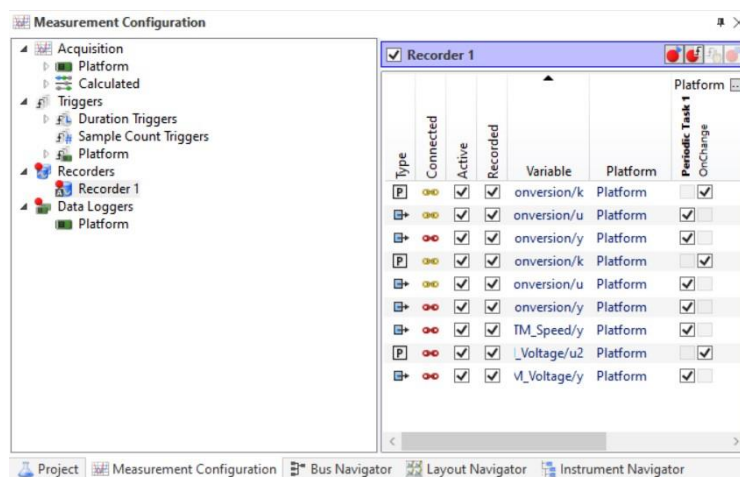 Measurement Configuration
Acquisition
Platform
Calculated
Triggers
Duration Triggers
Sample Count Triggers
Platform
Recorders
Recorder 1
Data Loggers
Platform
Recorder 1
Platform ...
Type Connected Active Recorded Variable Platform Periodic Task 1 OnChange
P onversion/k Platform
onversion/u Platform
onversion/y Platform
P onversion/k Platform
onversion/u Platform
onversion/y Platform
TM_Speed/y Platform
P _Voltage/u2 Platform
M_Voltage/y Platform
Project Measurement Configuration Bus Navigator Layout Navigator Instrument Navigator